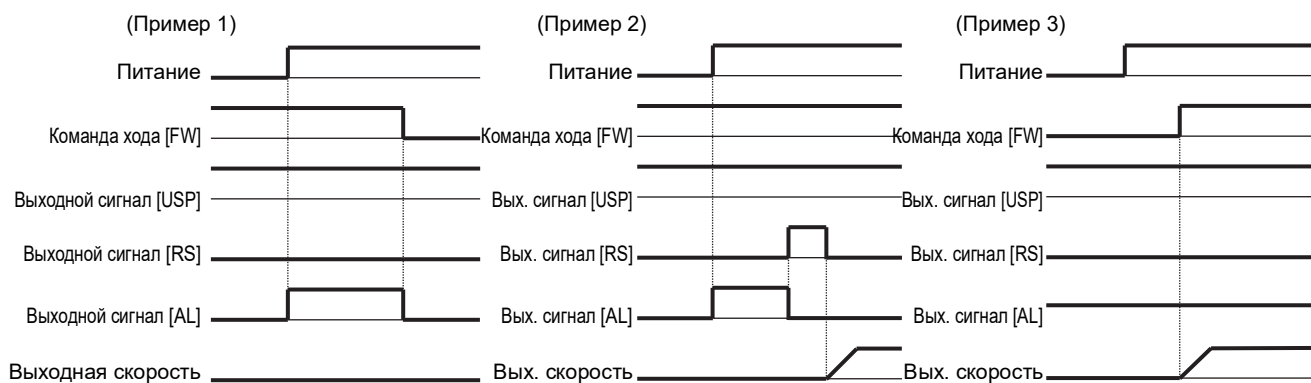 (Пример 1)
Питание
Команда хода [FW]
Выходной сигнал [USP]
Выходной сигнал [RS]
Выходной сигнал [AL]
Выходная скорость
(Пример 2)
Питание
Команда хода [FW]
Вых. сигнал [USP]
Вых. сигнал [RS]
Вых. сигнал [AL]
Вых. скорость
(Пример 3)
Питание
Команда хода [FW]
Вых. сигнал [USP]
Вых. сигнал [RS]
Вых. сигнал [AL]
Вых. скорость